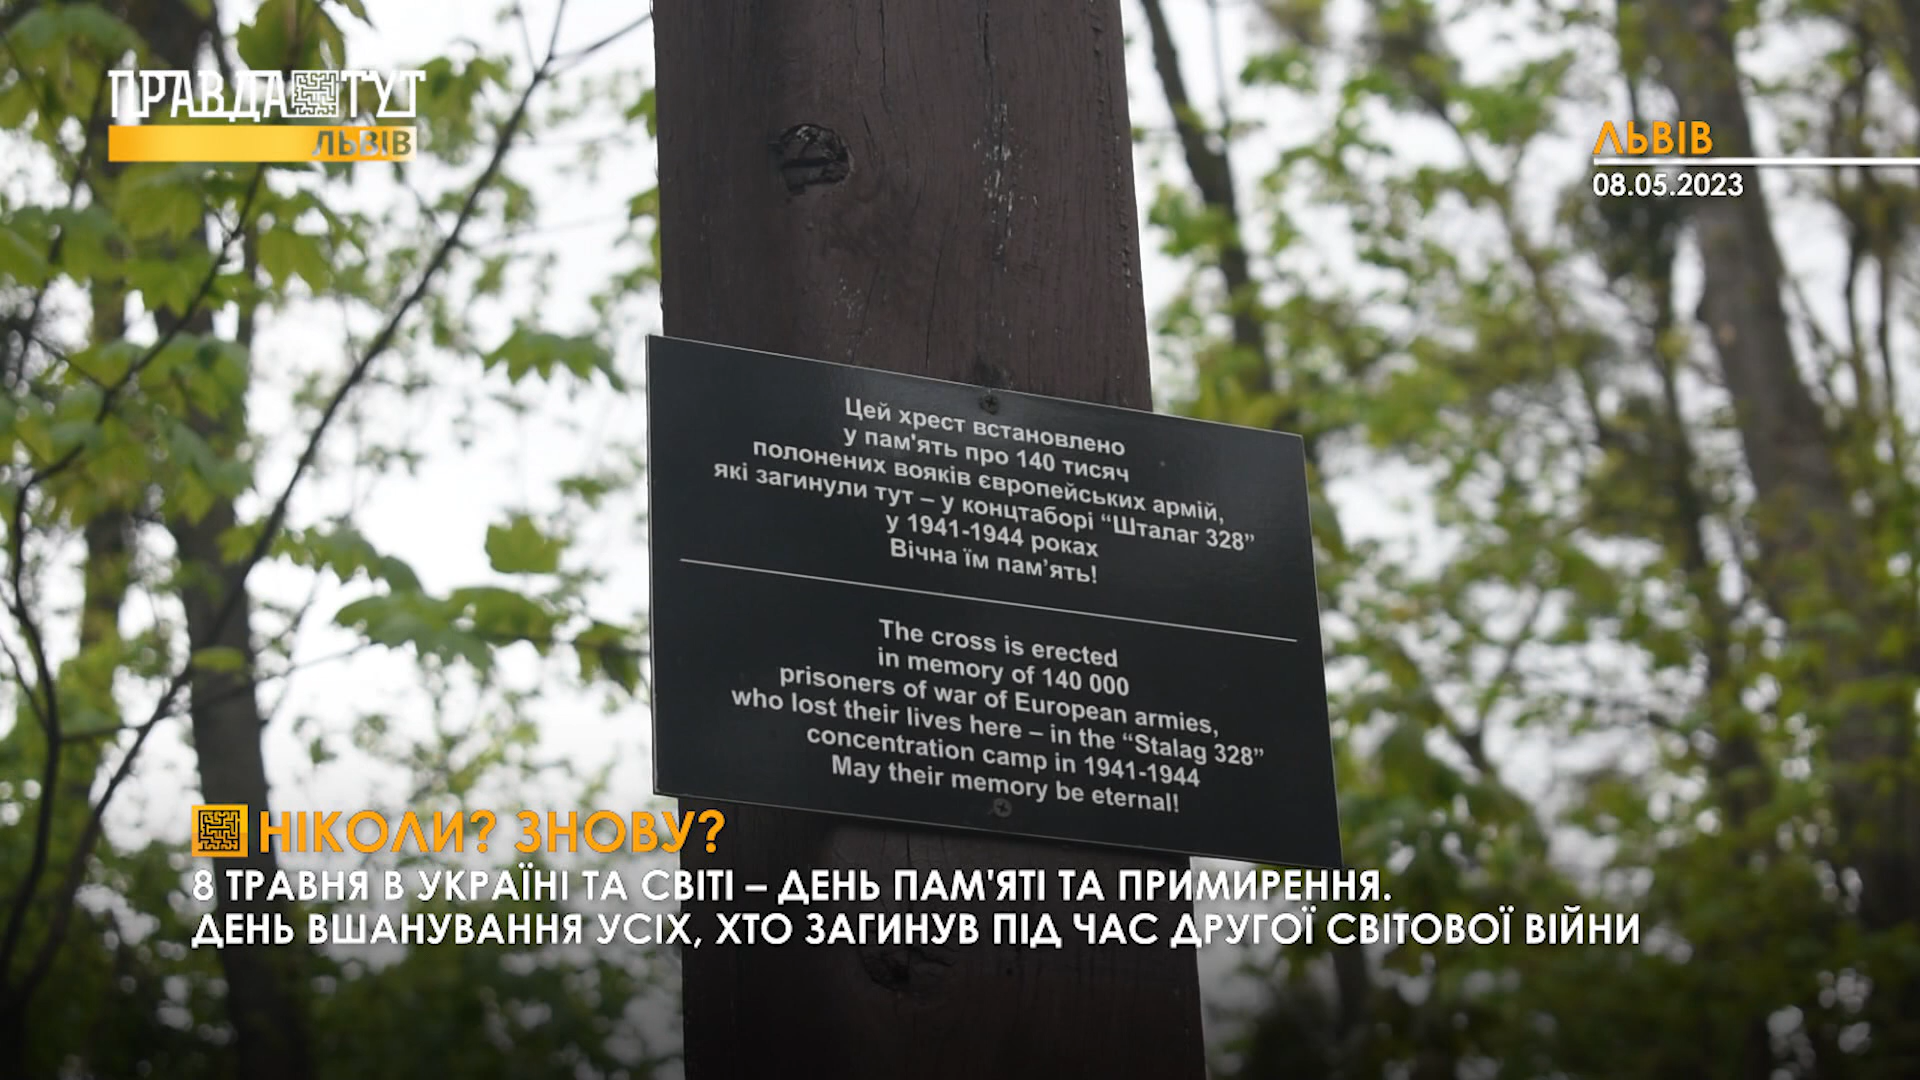 ПРАВДА ТУТ
ЛЬВІВ
ЛЬВІВ
08.05.2023
Цей хрест встановлено
у пам'ять про 140 тисяч
полонених вояків європейських армій,
які загинули тут – у концтаборі “Шталаг 328”
у 1941-1944 роках
Вічна їм пам’ять!
The cross is erected
in memory of 140 000
prisoners of war of European armies,
who lost their lives here – in the “Stalag 328”
concentration camp in 1941-1944
May their memory be eternal!
НІКОЛИ? ЗНОВУ?
8 ТРАВНЯ В УКРАЇНІ ТА СВІТІ – ДЕНЬ ПАМ'ЯТІ ТА ПРИМИРЕННЯ.
ДЕНЬ ВШАНУВАННЯ УСІХ, ХТО ЗАГИНУВ ПІД ЧАС ДРУГОЇ СВІТОВОЇ ВІЙНИ